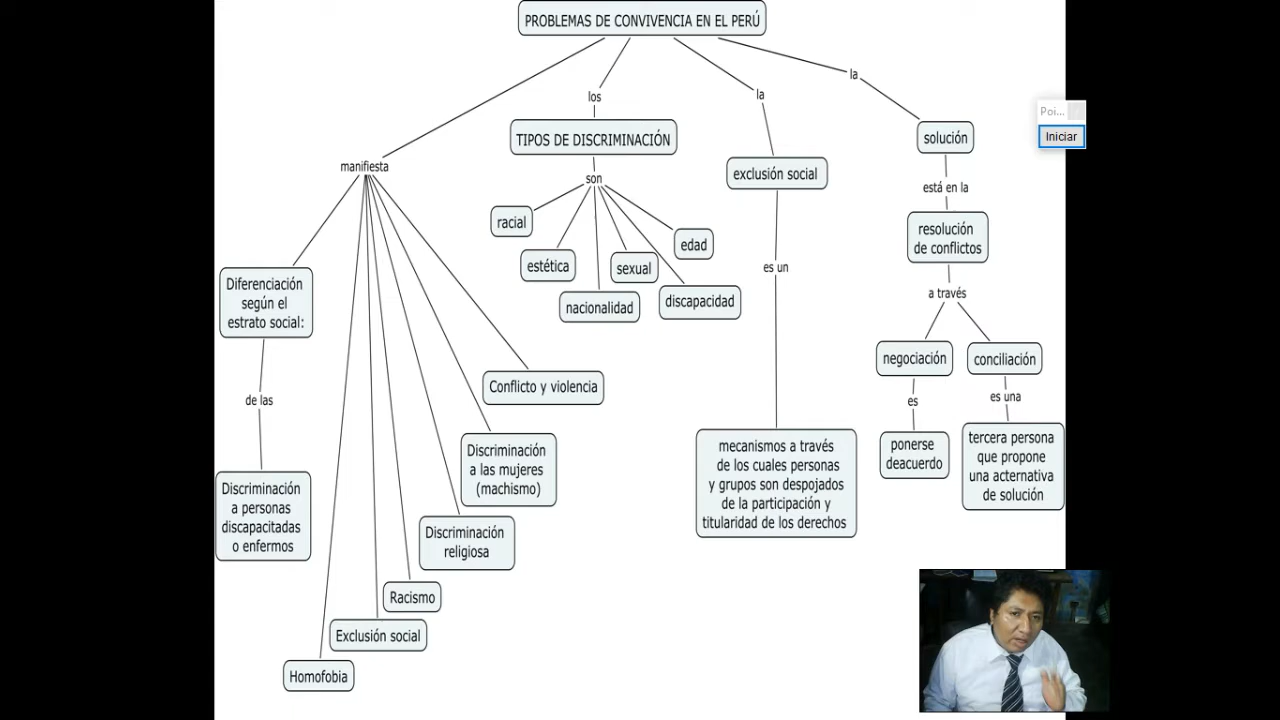 PROBLEMAS DE CONVIVENCIA EN EL PERÚ
manifiesta
Diferenciación
según el
estrato social:
de las
Discriminación
a personas
discapacitadas
o enfermos
Homofobia
Exclusión social
Racismo
Discriminación
religiosa
Discriminación
a las mujeres
(machismo)
Conflicto y violencia
los
TIPOS DE DISCRIMINACIÓN
son
racial
estética
nacionalidad
sexual
discapacidad
edad
la
exclusión social
es un
mecanismos a través
de los cuales personas
y grupos son despojados
de la participación y
titularidad de los derechos
la
solución
está en la
resolución
de conflictos
a través
negociación
es
ponerse
deacuerdo
conciliación
es una
tercera persona
que propone
una acternativa
de solución
Poi...
Iniciar